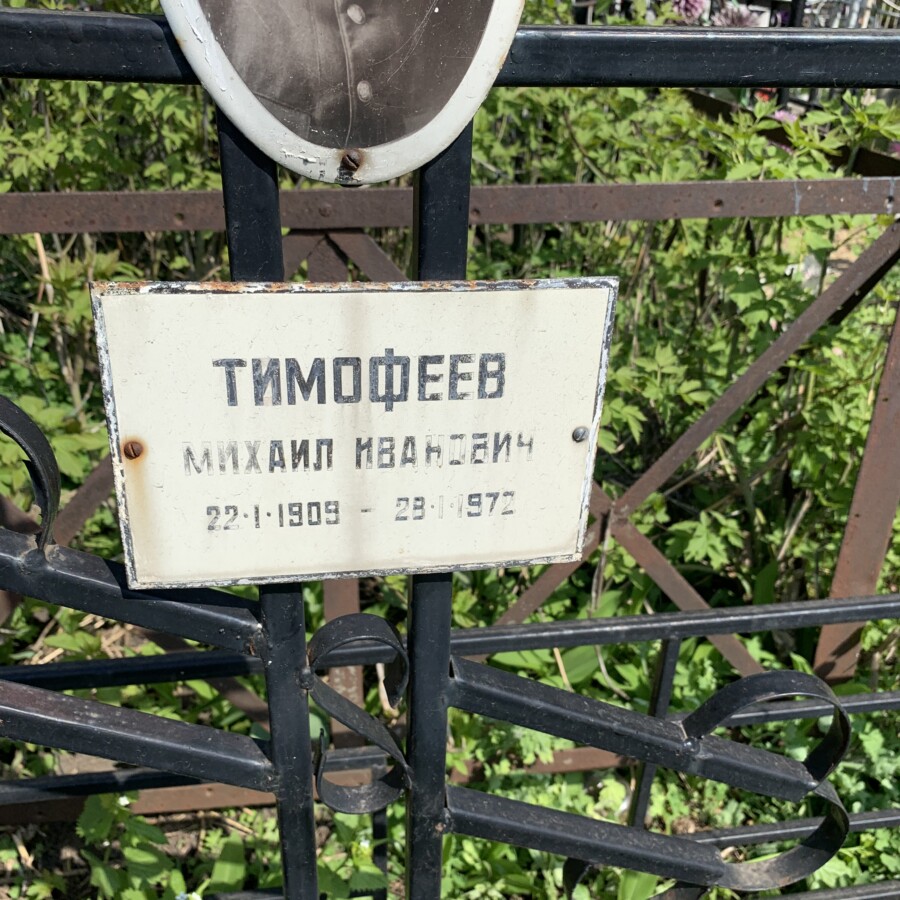 ТИМОФЕЕВ
МИХАИЛ ИВАНОВИЧ
22·1·1909 - 28·1·1972